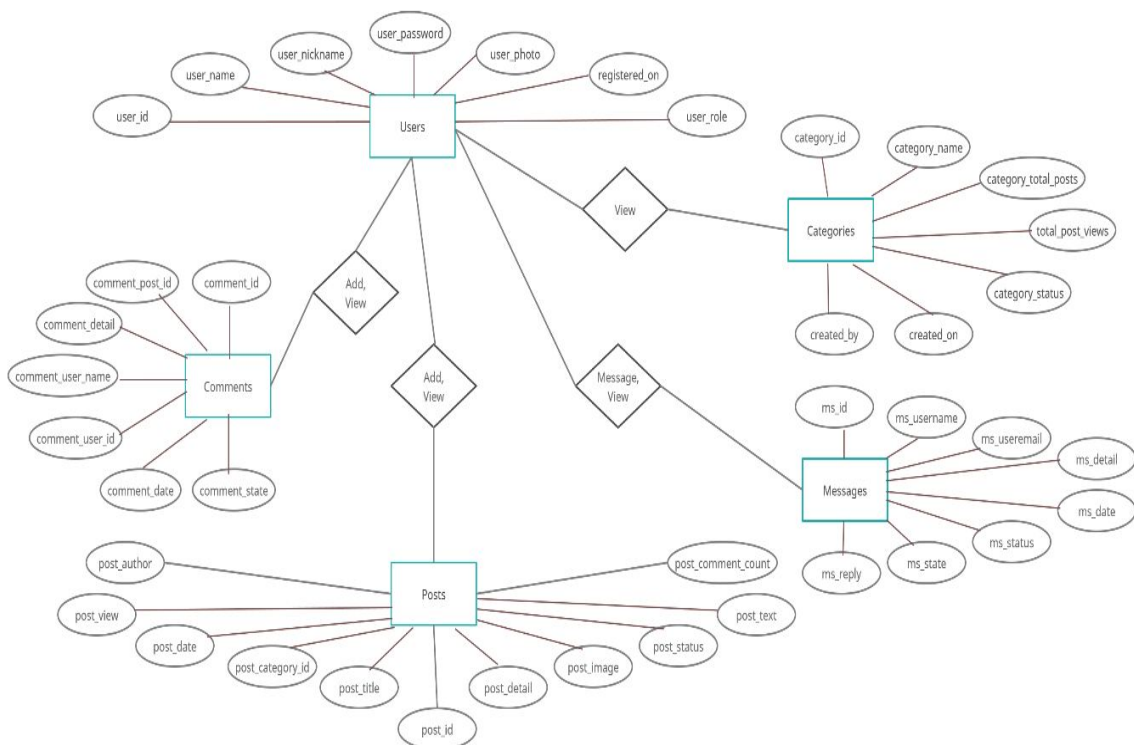 user_password
user_nickname
user_photo
user_name
registered_on
user_id
Users
user_role
category_id
category_name
category_total_posts
View
Categories
total_post_views
category_status
created_by
created_on
comment_post_id
comment_id
Add,
View
comment_detail
comment_user_name
Comments
comment_user_id
comment_date
comment_state
Add,
View
Message,
View
ms_id
ms_username
ms_useremail
ms_detail
Messages
ms_date
ms_status
ms_state
ms_reply
post_author
post_comment_count
Posts
post_view
post_text
post_date
post_status
post_category_id
post_image
post_title
post_detail
post_id